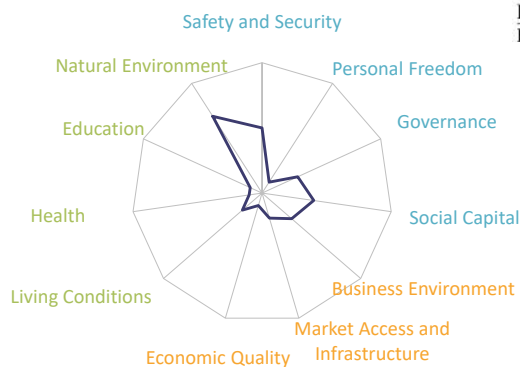 Safety and Security
Natural Environment
Personal Freedom
Education
Governance
Health
Social Capital
Living Conditions
Business Environment
Market Access and
Infrastructure
Economic Quality